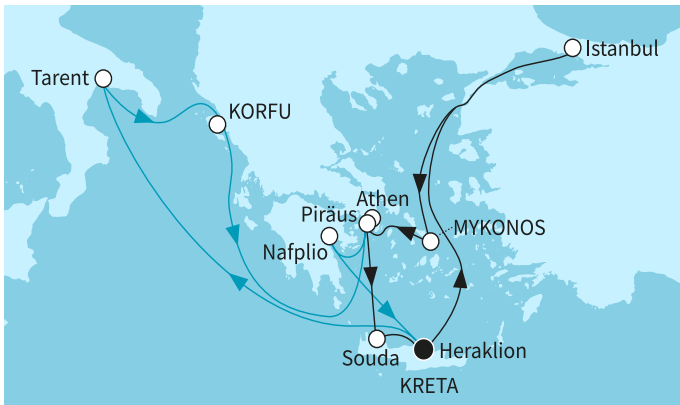 Istanbul
Tarent
KORFU
Athen
Piräus
MYKONOS
Nafplio
Souda
Heraklion
KRETA